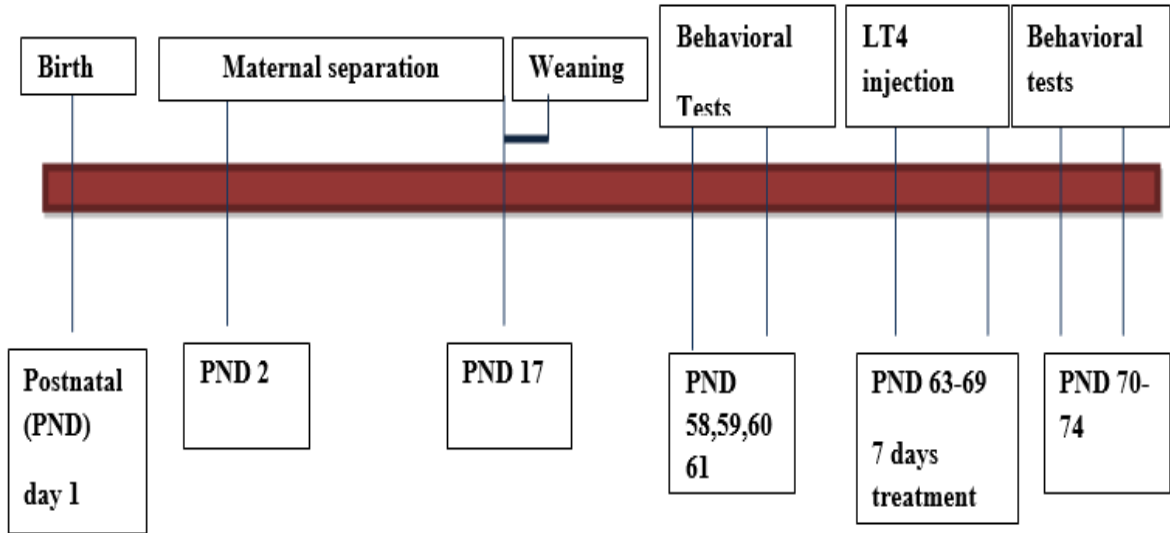 Birth
Maternal separation
Weaning
Behavioral
Tests
LT4
injection
Behavioral
tests
Postnatal
(PND)
day 1
PND 2
PND 17
PND
58,59,60
61
PND 63-69
7 days
treatment
PND 70-
74